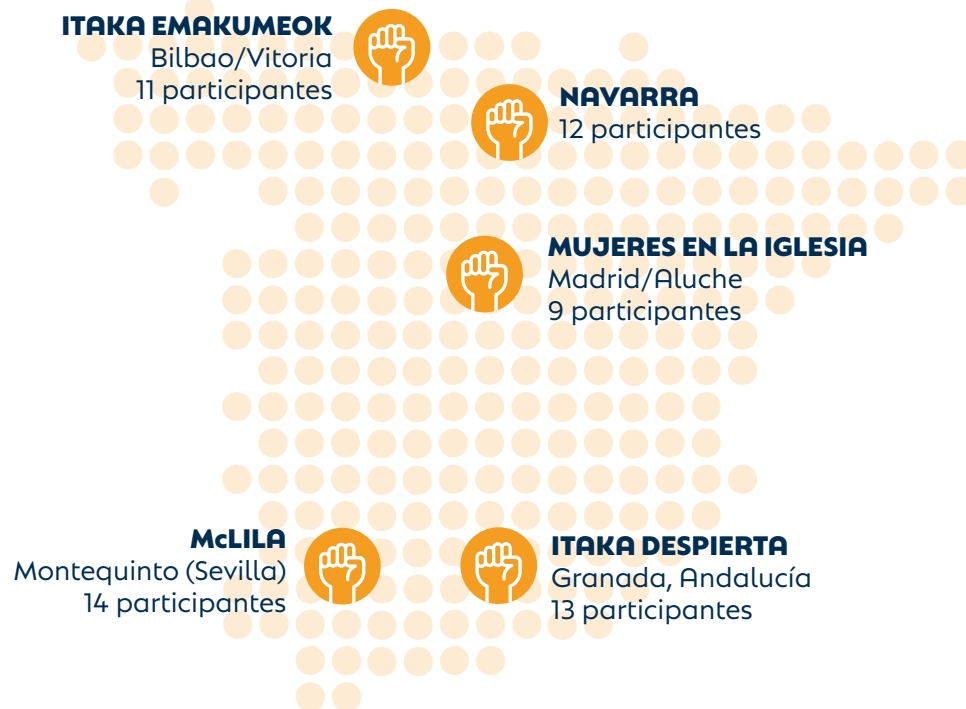 ITAKA EMAKUMEOK
Bilbao/Vitoria
11 participantes
NAVARRA
12 participantes
MUJERES EN LA IGLESIA
Madrid/Aluche
9 participantes
McLILA
Montequinto (Sevilla)
14 participantes
ITAKA DESPIERTA
Granada, Andalucía
13 participantes